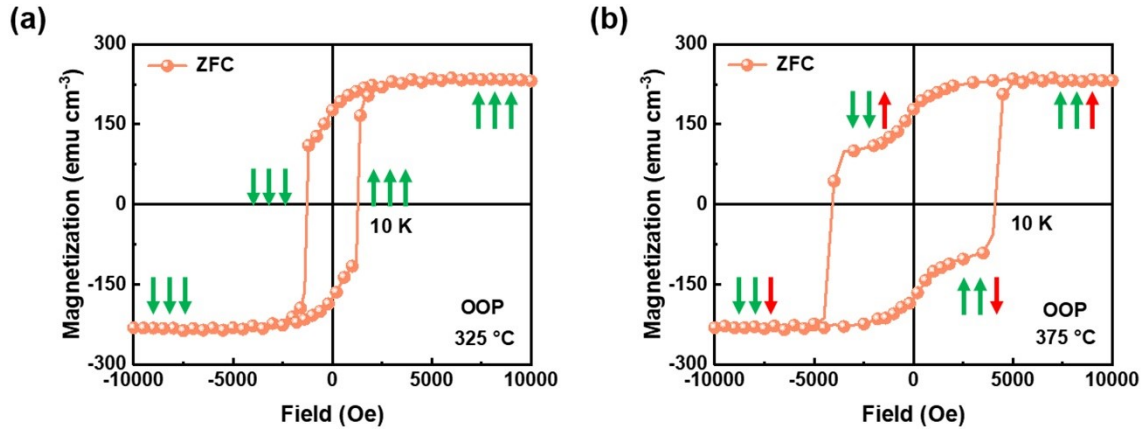 (a)
300
150
0
-150
-300
Magnetization (emu cm⁻³)
ZFC
10 K
OOP
325 °C
-10000 -5000 0 5000 10000
Field (Oe)
(b)
300
150
0
-150
-300
Magnetization (emu cm⁻³)
ZFC
10 K
OOP
375 °C
-10000 -5000 0 5000 10000
Field (Oe)